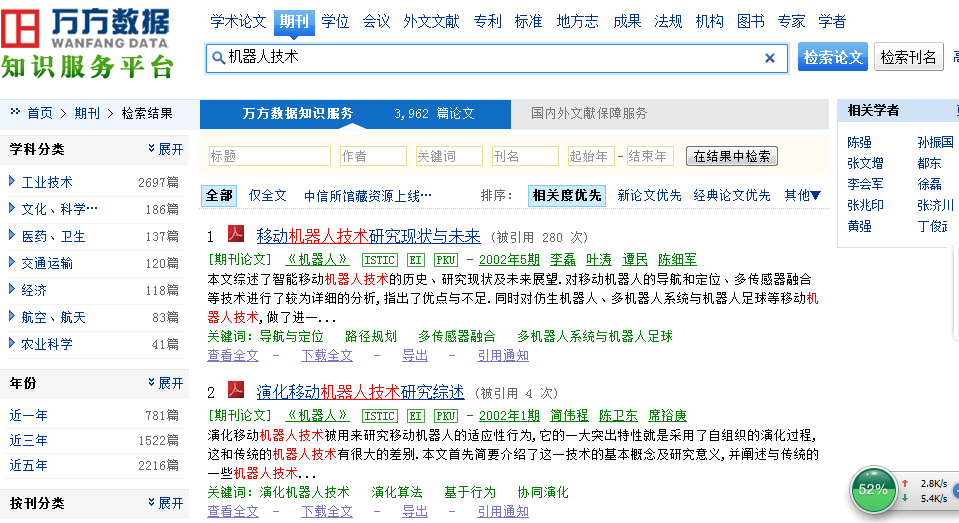 学术论文 期刊 学位 会议 外文文献 专利 标准 地方志 成果 法规 机构 图书 专家 学者
万方数据
WANFANG DATA
知识服务平台
机器人技术 × 检索论文 检索刊名
首页 > 期刊 > 检索结果
万方数据知识服务 3,962 篇论文 国内外文献保障服务
标题 作者 关键词 刊名 起始年 - 结束年 在结果中检索
全部 仅全文 中信所馆藏资源上线… 排序: 相关度优先 新论文优先 经典论文优先 其他▼
学科分类 展开
工业技术 2697篇
文化、科学… 186篇
医药、卫生 137篇
交通运输 120篇
经济 118篇
航空、航天 83篇
农业科学 41篇
年份 展开
近一年 781篇
近三年 1522篇
近五年 2216篇
按刊分类 展开
1 移动机器人技术研究现状与未来 (被引用 280 次)
[期刊论文] 《机器人》 ISTIC EI PKU - 2002年5期 李磊 叶涛 谭民 陈细军
本文综述了智能移动机器人技术的历史、研究现状及未来展望.对移动机器人的导航和定位、多传感器融合
等技术进行了较为详细的分析,指出了优点与不足.同时对仿生机器人、多机器人系统与机器人足球等移动机
器人技术,做了进一...
关键词: 导航与定位 路径规划 多传感器融合 多机器人系统与机器人足球
查看全文 - 下载全文 - 导出 - 引用通知
2 演化移动机器人技术研究综述 (被引用 4 次)
[期刊论文] 《机器人》 ISTIC EI PKU - 2002年1期 简伟程 陈卫东 席裕庚
演化移动机器人技术被用来研究移动机器人的适应性行为,它的一大突出特性就是采用了自组织的演化过程,
这和传统的机器人技术有很大的差别.本文首先简要介绍了这一技术的基本概念及研究意义,并阐述与传统的
一些机器人技术...
关键词: 演化机器人技术 演化算法 基于行为 协同演化
查看全文 - 下载全文 - 导出 - 引用通知
相关学者
陈强 孙振国
张文增 都东
李会军 徐磊
张兆印 张济川
黄强 丁俊武
52% 2.8K/s
5.4K/s